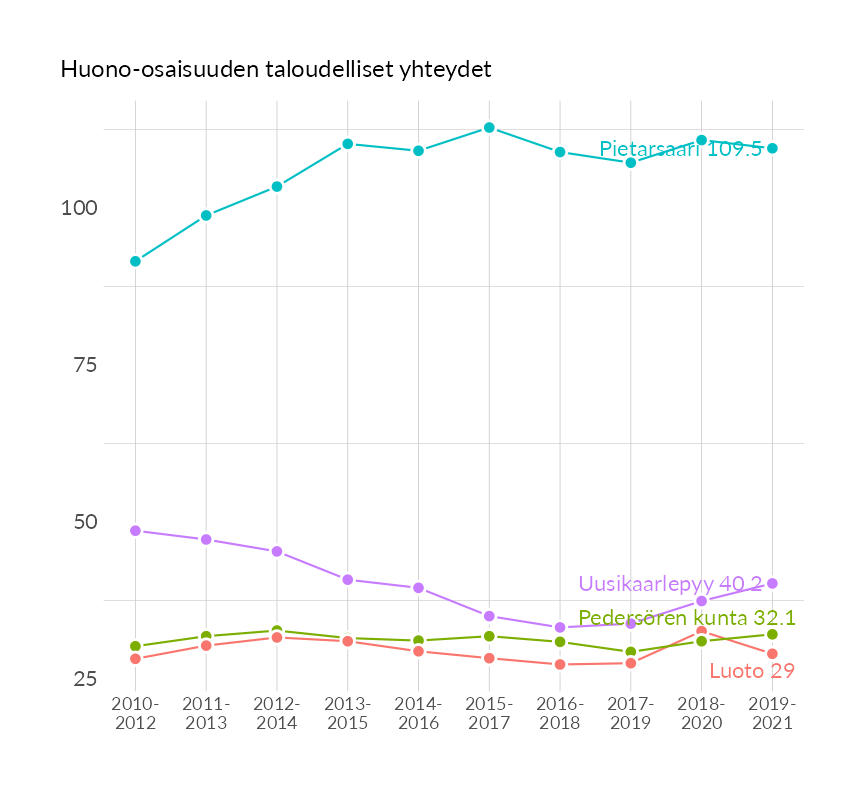 Huono-osaisuuden taloudelliset yhteydet
100
75
50
25
Pietarsaari 109.5
Uusikaarlepyy 40.2
Pedersören kunta 32.1
Luoto 29
2010- 2011- 2012- 2013- 2014- 2015- 2016- 2017- 2018- 2019-
2012 2013 2014 2015 2016 2017 2018 2019 2020 2021